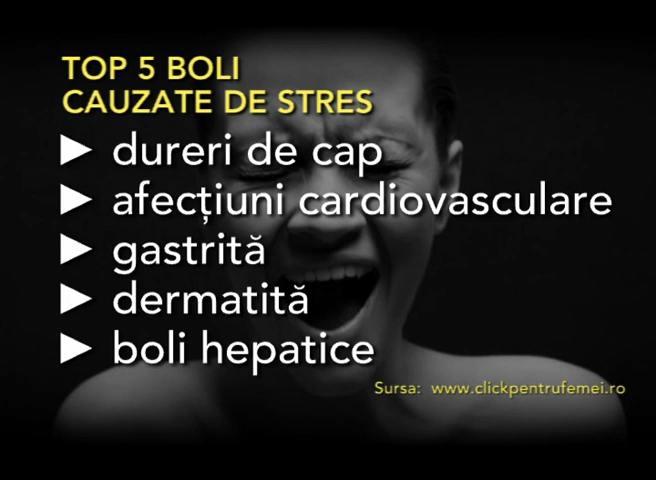 TOP 5 BOLI
CAUZATE DE STRES
► dureri de cap
► afecțiuni cardiovasculare
► gastrită
► dermatită
► boli hepatice
Sursa: www.clickpentrufemei.ro